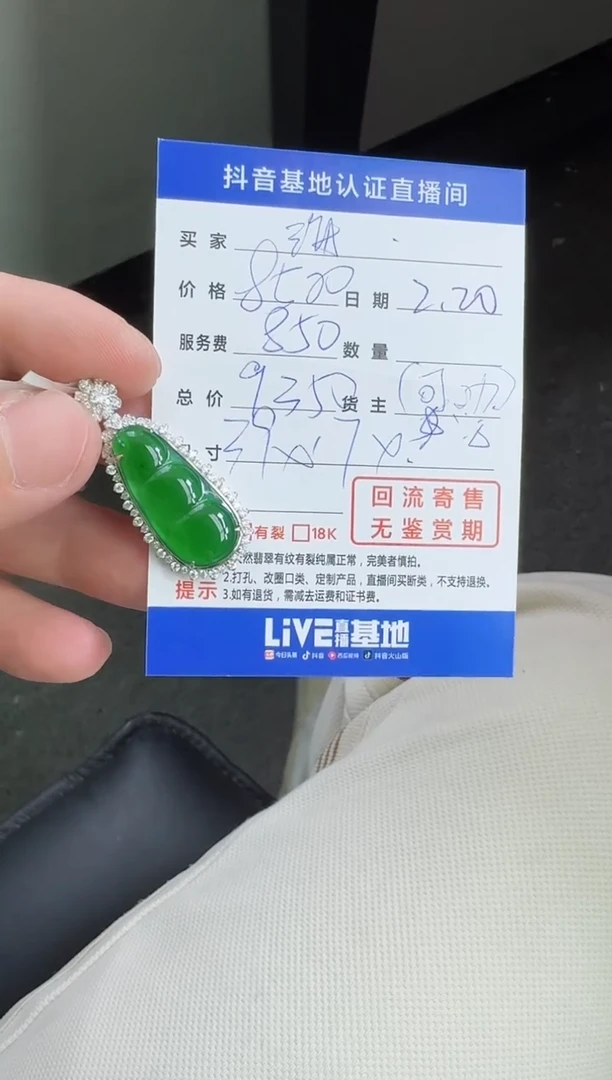 抖音基地认证直播间
买 家
价 格 8500 日 期 2.20
服务费 850 数 量
总 价 9350 货 主
寸 39x 7x
回流寄售
无鉴赏期
有裂 □18K
然翡翠有纹有裂纯属正常，完美者慎拍。
提示 2.打孔、改圈口类、定制产品，直播间买断类，不支持退换。
3.如有退货，需减去运费和证书费。
LiVE直播基地
今日头条 抖音 西瓜视频 抖音火山版